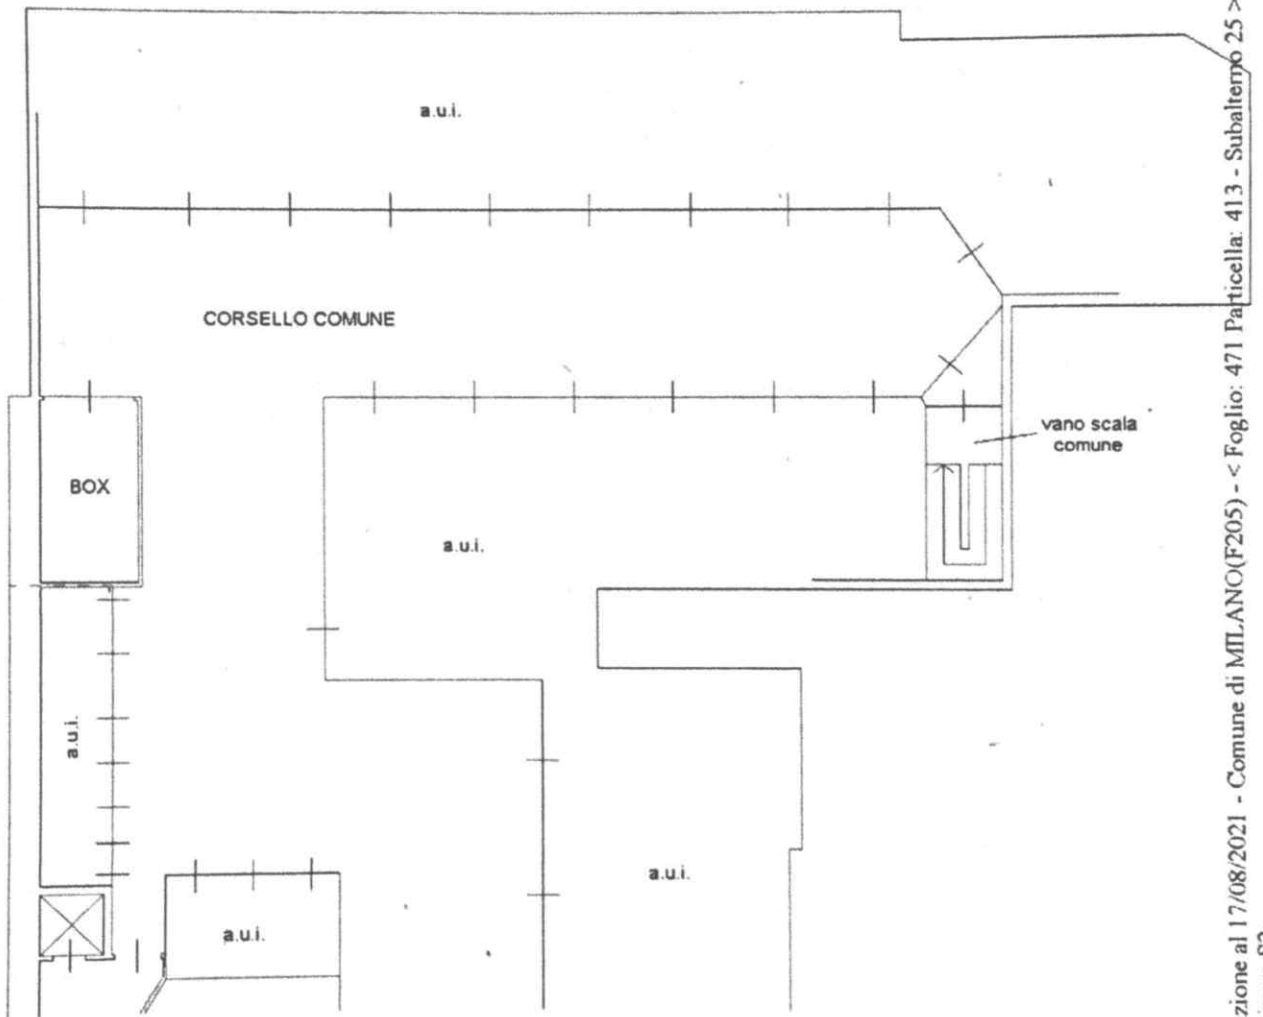 a.u.i.
CORSELLO COMUNE
BOX
vano scala
comune
a.u.i.
a.u.i.
a.u.i.
a.u.i.
zione al 17/08/2021 - Comune di MILANO(F205) - < Foglio: 471 Particella: 413 - Subalterno 25 >